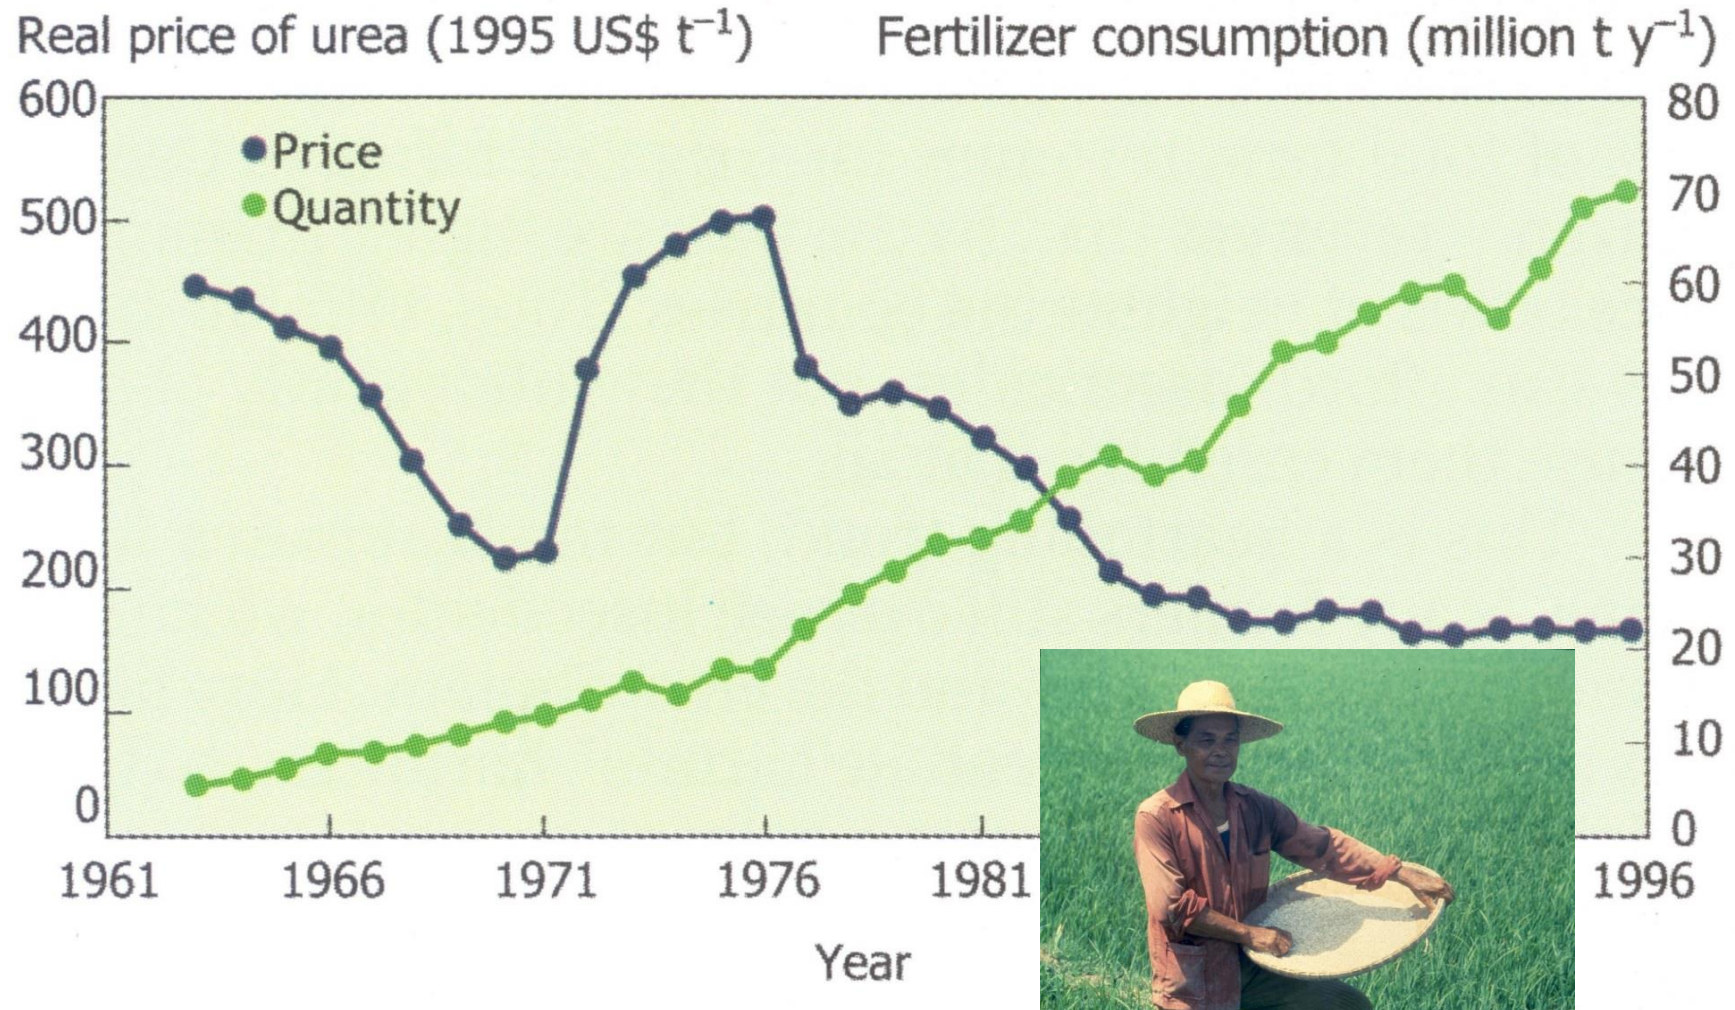 Real price of urea (1995 US$ t⁻¹) Fertilizer consumption (million t y⁻¹)
600 80
Price
Quantity
500 70
400 60
300 50
200 40
100 30
0 20
10
0
1961 1966 1971 1976 1981 1996
Year